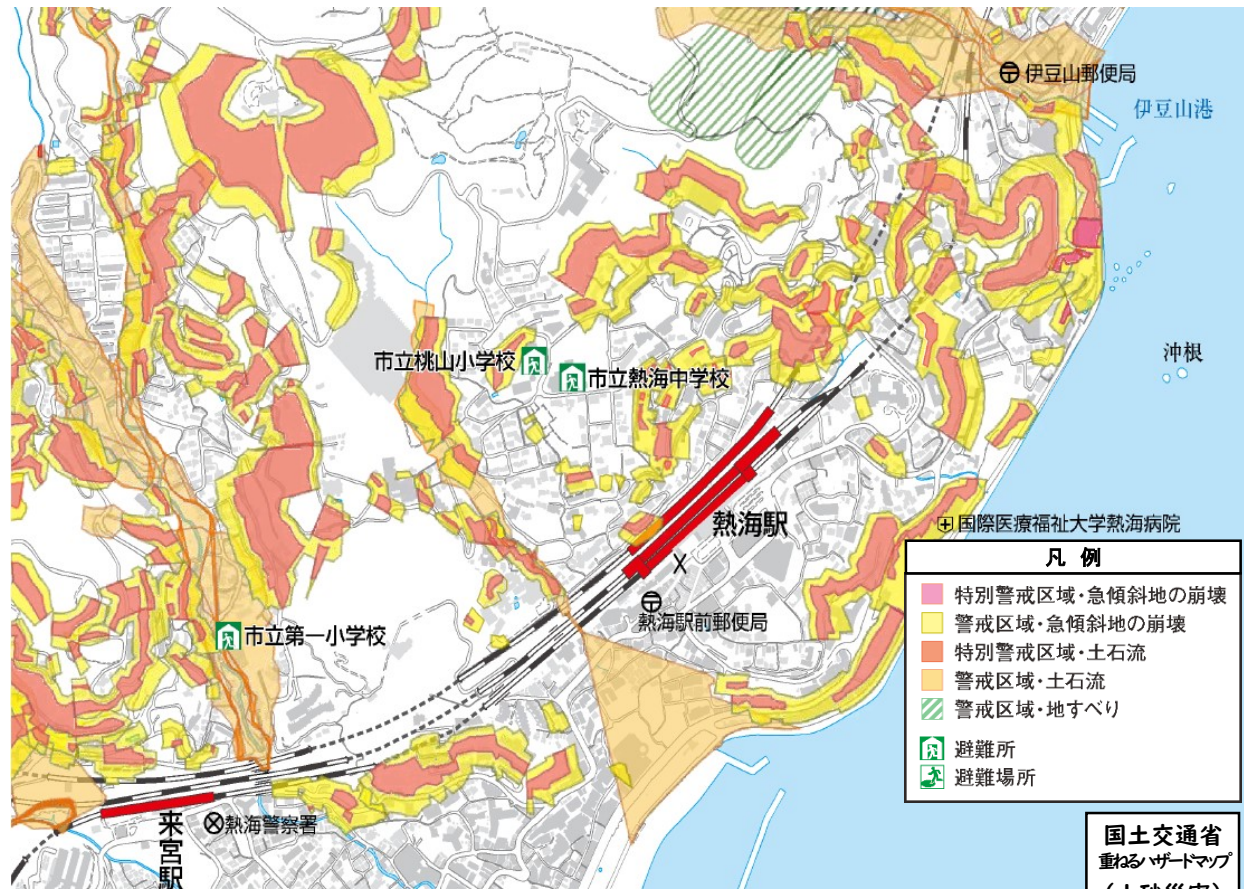 伊豆山郵便局
伊豆山港
沖根
市立桃山小学校
市立熱海中学校
熱海駅
X
国際医療福祉大学熱海病院
熱海駅前郵便局
市立第一小学校
来宮駅
熱海警察署
凡 例
特別警戒区域・急傾斜地の崩壊
警戒区域・急傾斜地の崩壊
特別警戒区域・土石流
警戒区域・土石流
警戒区域・地すべり
避難所
避難場所
国土交通省
重ねるハザードマップ